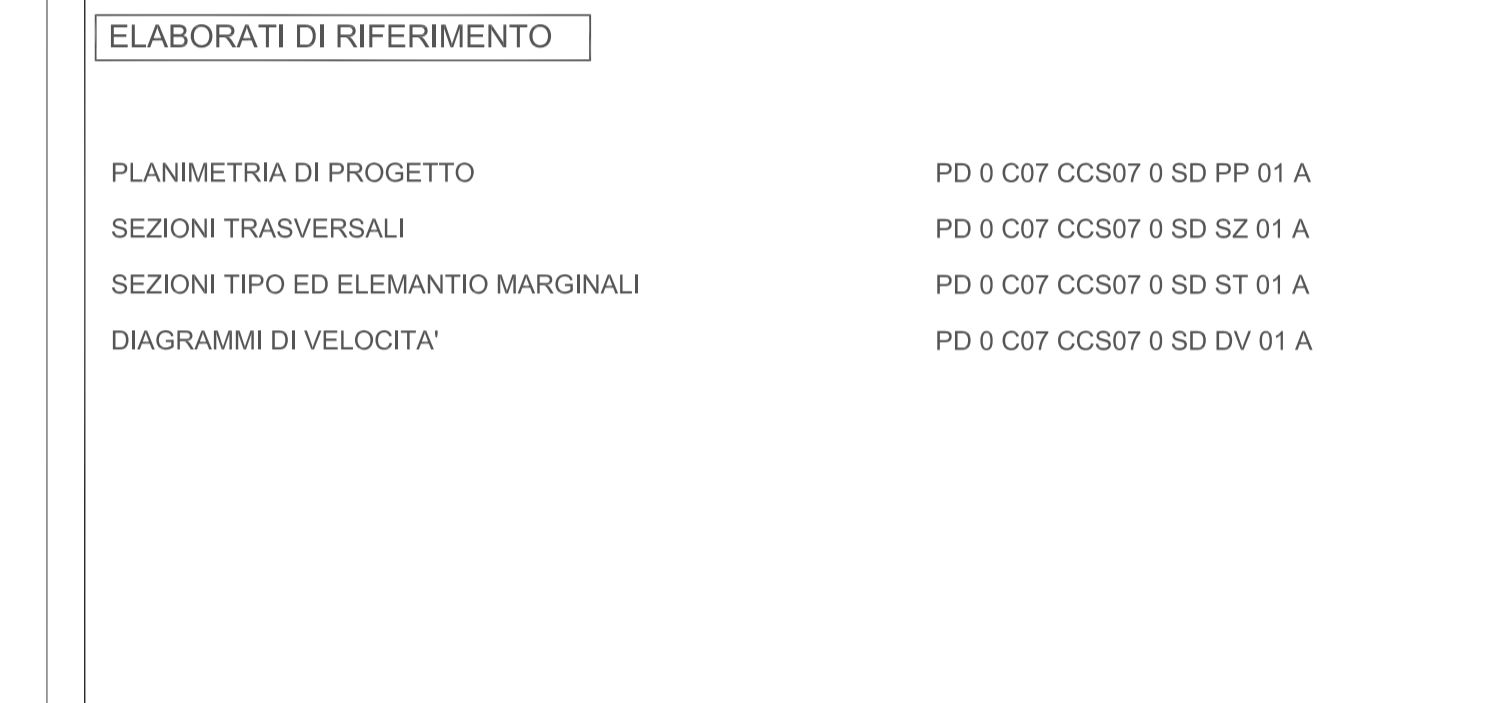 ELABORATI DI RIFERIMENTO
PLANIMETRIA DI PROGETTO PD 0 C07 CCS07 0 SD PP 01 A
SEZIONI TRASVERSALI PD 0 C07 CCS07 0 SD SZ 01 A
SEZIONI TIPO ED ELEMANTIO MARGINALI PD 0 C07 CCS07 0 SD ST 01 A
DIAGRAMMI DI VELOCITA' PD 0 C07 CCS07 0 SD DV 01 A